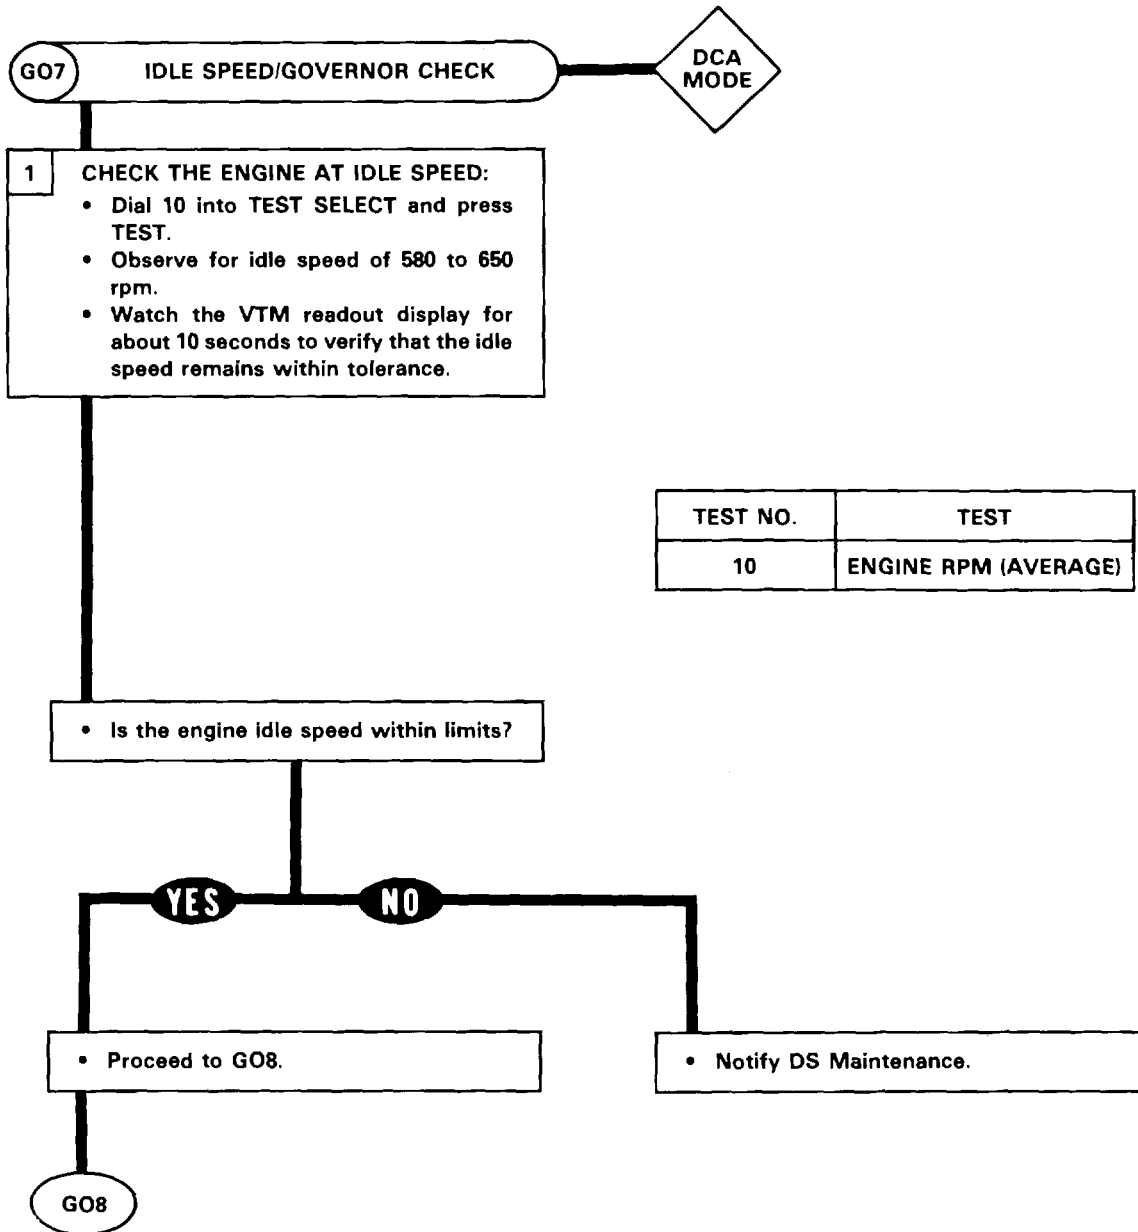 GO7
IDLE SPEED/GOVERNOR CHECK
DCA
MODE
1
CHECK THE ENGINE AT IDLE SPEED:
• Dial 10 into TEST SELECT and press
TEST.
• Observe for idle speed of 580 to 650
rpm.
• Watch the VTM readout display for
about 10 seconds to verify that the idle
speed remains within tolerance.
TEST NO. TEST
10 ENGINE RPM (AVERAGE)
• Is the engine idle speed within limits?
YES NO
• Proceed to GO8.
• Notify DS Maintenance.
GO8